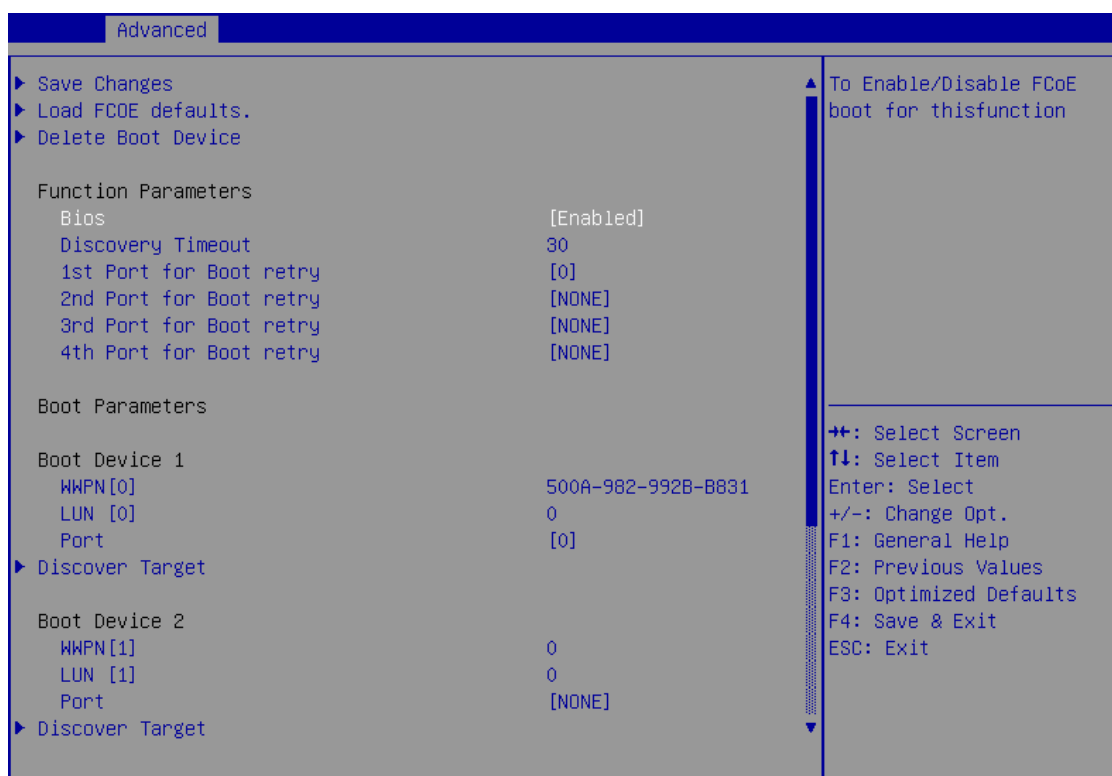 Advanced
Save Changes
Load FCOE defaults.
Delete Boot Device
Function Parameters
Bios [Enabled]
Discovery Timeout 30
1st Port for Boot retry [0]
2nd Port for Boot retry [NONE]
3rd Port for Boot retry [NONE]
4th Port for Boot retry [NONE]
Boot Parameters
Boot Device 1
WWPN[0] 500A-982-992B-B831
LUN [0] 0
Port [0]
Discover Target
Boot Device 2
WWPN[1] 0
LUN [1] 0
Port [NONE]
Discover Target
To Enable/Disable FCoE
boot for thisfunction
→←: Select Screen
↑↓: Select Item
Enter: Select
+/-: Change Opt.
F1: General Help
F2: Previous Values
F3: Optimized Defaults
F4: Save & Exit
ESC: Exit